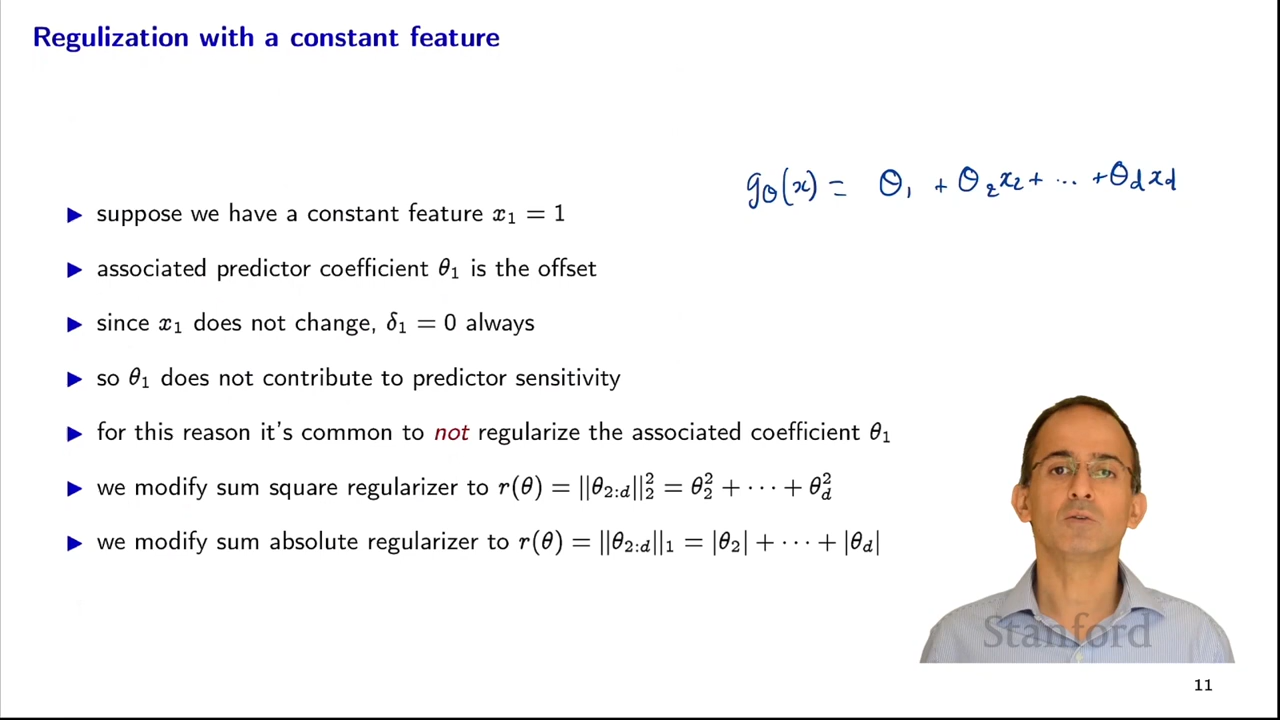 Regulization with a constant feature
g_θ(x) = θ₁ + θ₂x₂ + ... + θ_d x_d
▶ suppose we have a constant feature x₁ = 1
▶ associated predictor coefficient θ₁ is the offset
▶ since x₁ does not change, δ₁ = 0 always
▶ so θ₁ does not contribute to predictor sensitivity
▶ for this reason it's common to not regularize the associated coefficient θ₁
▶ we modify sum square regularizer to r(θ) = ||θ₂:d||₂² = θ₂² + ··· + θ_d²
▶ we modify sum absolute regularizer to r(θ) = ||θ₂:d||₁ = |θ₂| + ··· + |θ_d|
Stanford
11